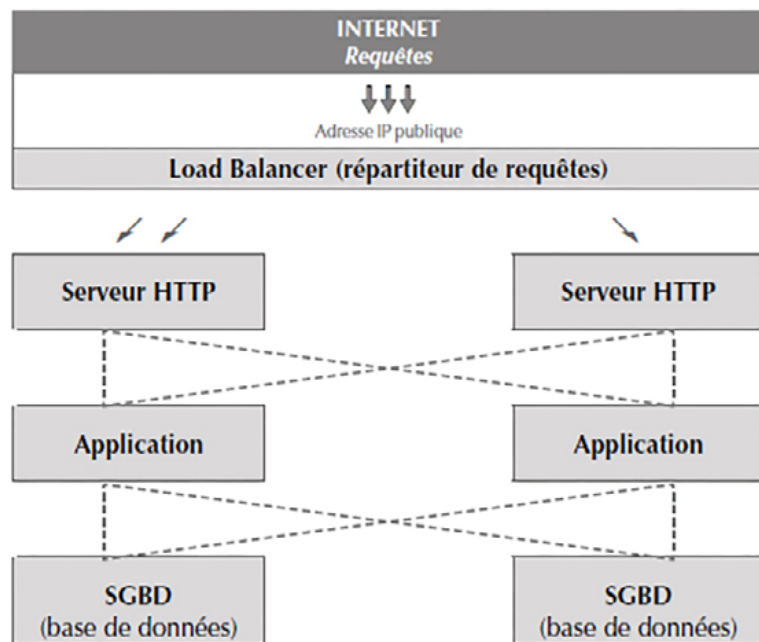 INTERNET
Requêtes
Adresse IP publique
Load Balancer (répartiteur de requêtes)
Serveur HTTP
Serveur HTTP
Application
Application
SGBD
(base de données)
SGBD
(base de données)